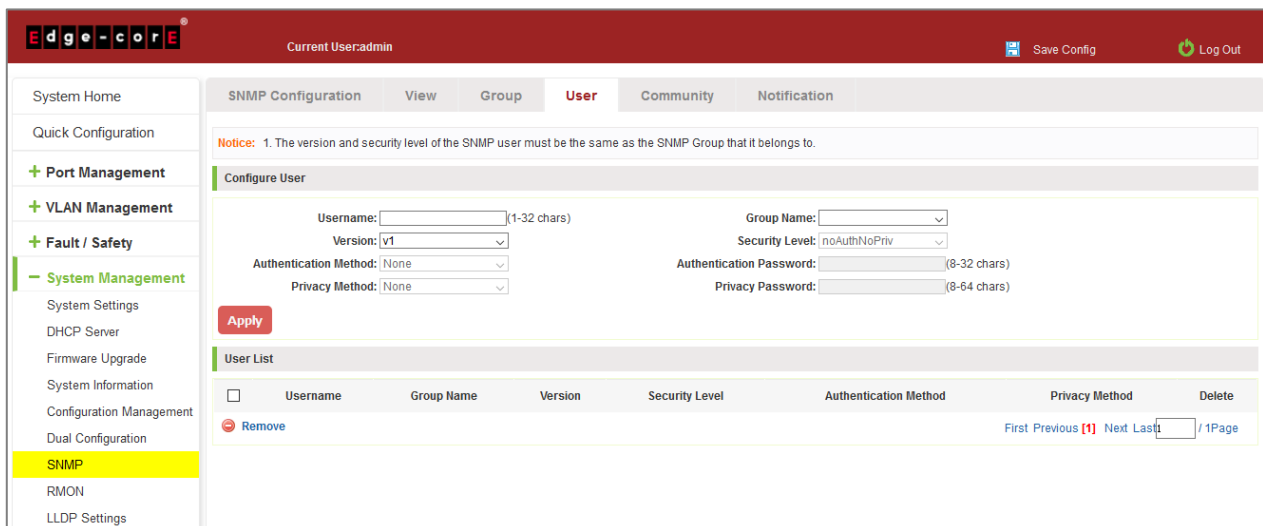 Edge-corE®
Current User:admin
Save Config
Log Out
System Home
Quick Configuration
+ Port Management
+ VLAN Management
+ Fault / Safety
− System Management
System Settings
DHCP Server
Firmware Upgrade
System Information
Configuration Management
Dual Configuration
SNMP
RMON
LLDP Settings
SNMP Configuration View Group User Community Notification
Notice: 1. The version and security level of the SNMP user must be the same as the SNMP Group that it belongs to.
Configure User
Username: (1-32 chars) Group Name:
Version: v1 Security Level: noAuthNoPriv
Authentication Method: None Authentication Password: (8-32 chars)
Privacy Method: None Privacy Password: (8-64 chars)
Apply
User List
Username Group Name Version Security Level Authentication Method Privacy Method Delete
Remove First Previous [1] Next Last 1 / 1Page